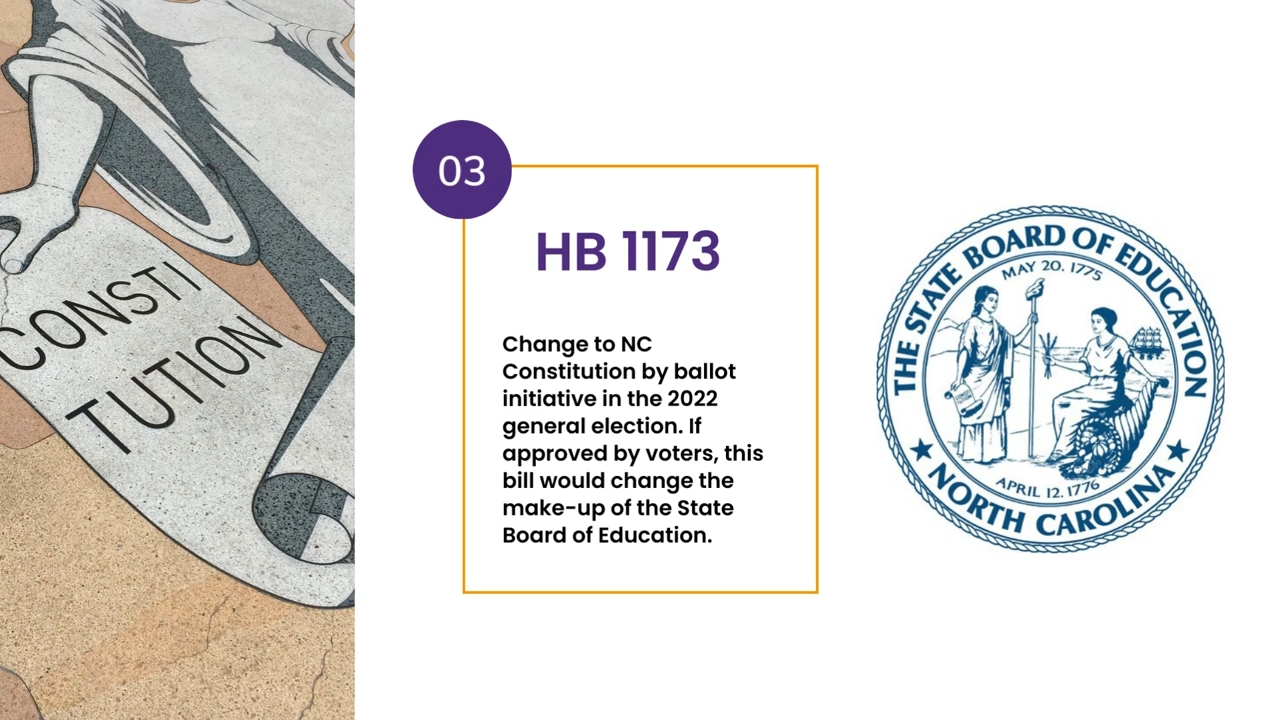 CONSTI
TUTION
03
HB 1173
Change to NC
Constitution by ballot
initiative in the 2022
general election. If
approved by voters, this
bill would change the
make-up of the State
Board of Education.
THE STATE BOARD OF EDUCATION
MAY 20. 1775
CONSTI
TUTION
APRIL 12. 1776
NORTH CAROLINA